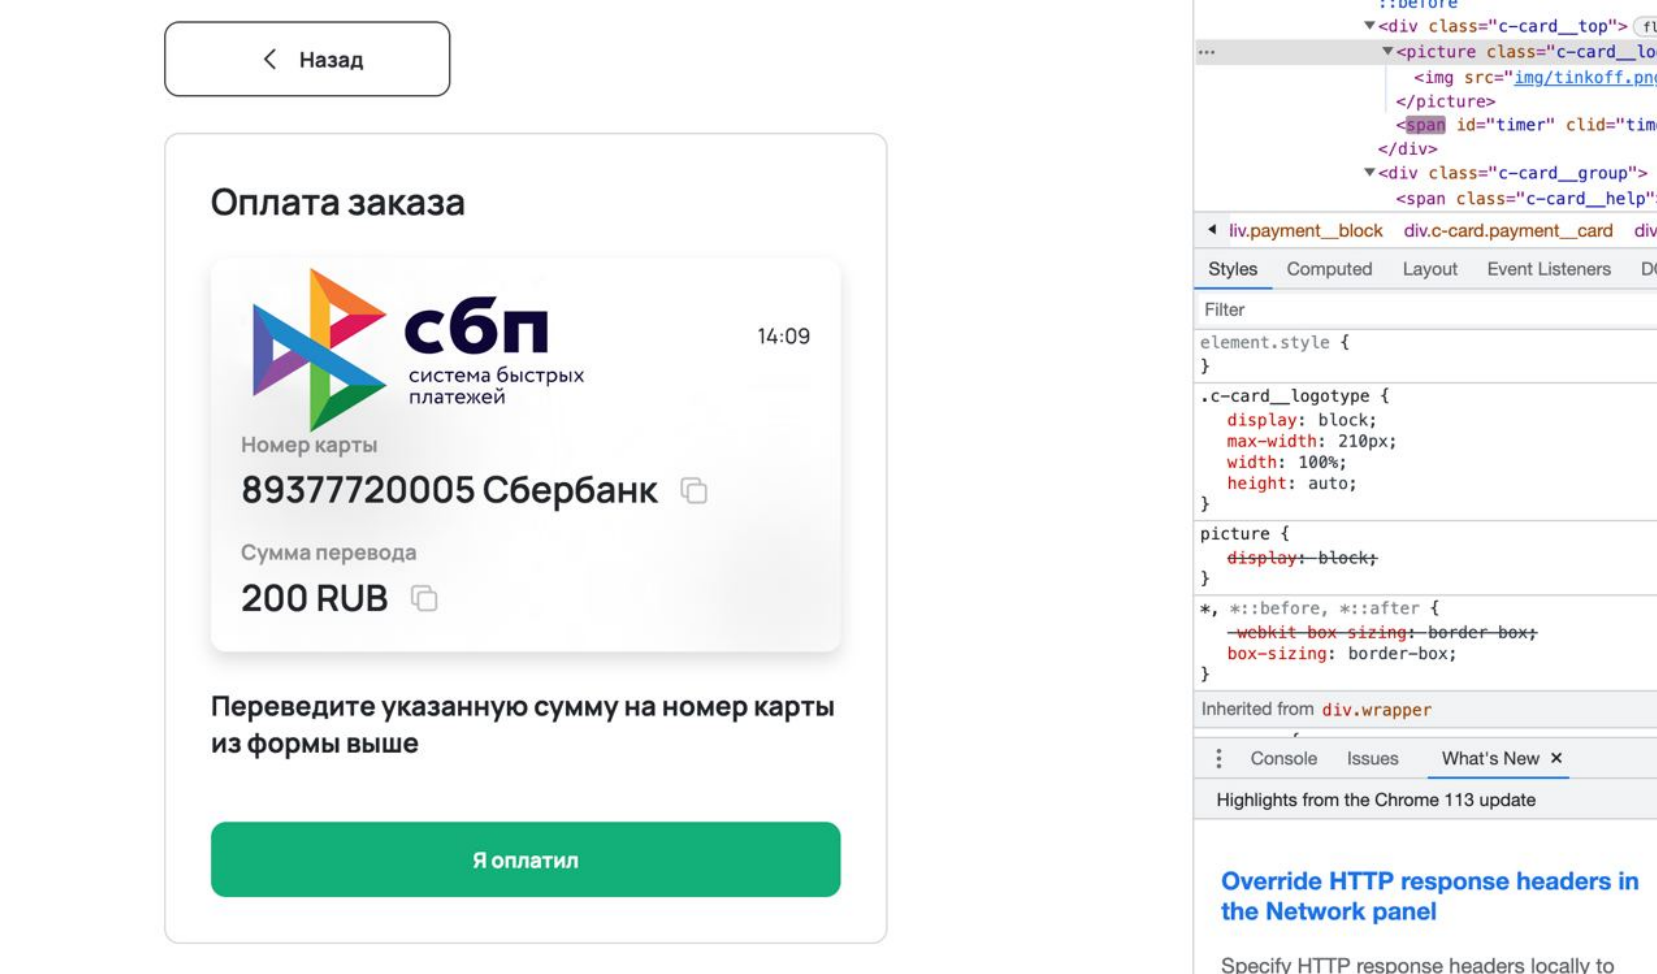 Назад
Оплата заказа
сбп
система быстрых
платежей
14:09
Номер карты
89377720005 Сбербанк
Сумма перевода
200 RUB
Переведите указанную сумму на номер карты
из формы выше
Я оплатил
::before
▼<div class="c-card__top"> fl
▼<picture class="c-card__lo
<img src="img/tinkoff.png
</picture>
<span id="timer" clid="tim
</div>
▼<div class="c-card__group">
<span class="c-card__help"
liv.payment__block div.c-card.payment__card div
Styles Computed Layout Event Listeners DO
Filter
element.style {
}
.c-card__logotype {
display: block;
max-width: 210px;
width: 100%;
height: auto;
}
picture {
display: block;
}
*, *::before, *::after {
-webkit-box-sizing: border-box;
box-sizing: border-box;
}
Inherited from div.wrapper
Console Issues What's New ×
Highlights from the Chrome 113 update
Override HTTP response headers in
the Network panel
Specify HTTP response headers locally to